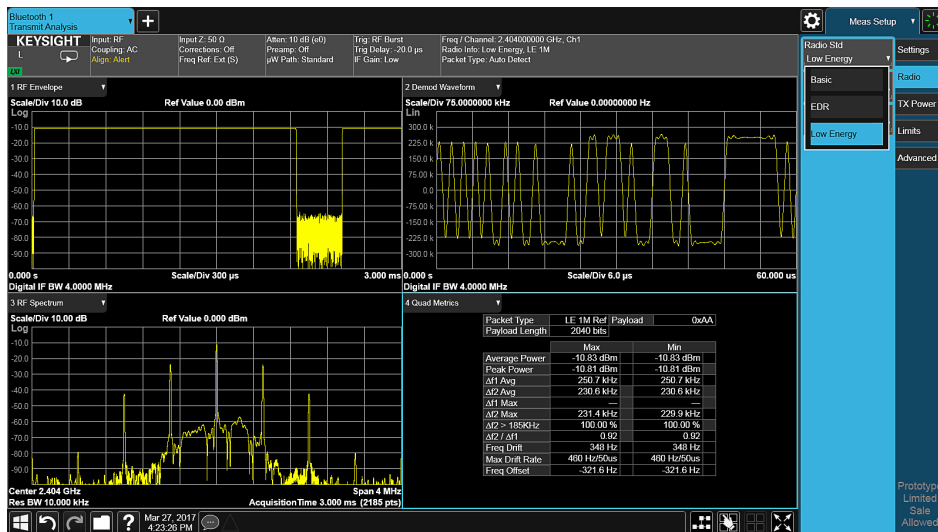 Bluetooth 1
Transmit Analysis
+
Meas Setup
KEYSIGHT
L
LXI
Input: RF
Coupling: AC
Align: Alert
Input Z: 50 Ω
Corrections: Off
Freq Ref: Ext (S)
Atten: 10 dB (e0)
Preamp: Off
µW Path: Standard
Trig: RF Burst
Trig Delay: -20.0 µs
IF Gain: Low
Freq / Channel: 2.404000000 GHz, Ch1
Radio Info: Low Energy, LE 1M
Packet Type: Auto Detect
Radio Std
Low Energy
Basic
EDR
Low Energy
Settings
Radio
TX Power
Limits
Advanced
1 RF Envelope
Scale/Div 10.0 dB
Ref Value 0.00 dBm
Log
-10.0
-20.0
-30.0
-40.0
-50.0
-60.0
-70.0
-80.0
-90.0
0.000 s
Scale/Div 300 µs
3.000 ms
Digital IF BW 4.0000 MHz
2 Demod Waveform
Scale/Div 75.0000000 kHz
Ref Value 0.00000000 Hz
Lin
300.0 k
225.0 k
150.0 k
75.00 k
0.0
-75.00 k
-150.0 k
-225.0 k
-300.0 k
0.000 s
Scale/Div 6.0 µs
60.000 us
Digital IF BW 4.0000 MHz
3 RF Spectrum
Scale/Div 10.00 dB
Ref Value 0.000 dBm
Log
-10.0
-20.0
-30.0
-40.0
-50.0
-60.0
-70.0
-80.0
-90.0
Center 2.404 GHz
Span 4 MHz
Res BW 10.000 kHz
Acquisition Time 3.000 ms (2185 pts)
4 Quad Metrics
Packet Type LE 1M Ref Payload 0xAA
Payload Length 2040 bits
Max Min
Average Power -10.83 dBm -10.83 dBm
Peak Power -10.81 dBm -10.81 dBm
Δf1 Avg 250.7 kHz 250.7 kHz
Δf2 Avg 230.6 kHz 230.6 kHz
Δf1 Max — —
Δf2 Max 231.4 kHz 229.9 kHz
Δf2 > 185KHz 100.00 % 100.00 %
Δf2 / Δf1 0.92 0.92
Freq Drift 348 Hz 348 Hz
Max Drift Rate 460 Hz/50us 460 Hz/50us
Freq Offset -321.6 Hz -321.6 Hz
Prototype
Limited
Sale
Allowed
?
Mar 27, 2017
4:23:26 PM